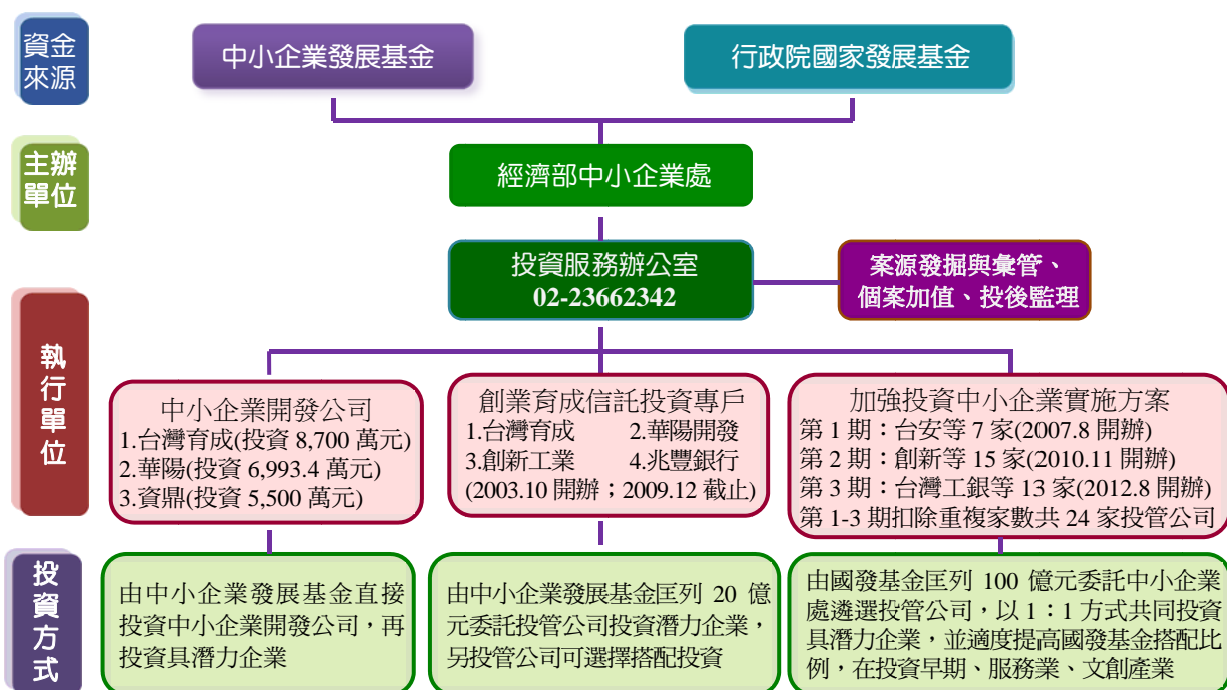 資金
來源
中小企業發展基金
行政院國家發展基金
主辦
單位
經濟部中小企業處
投資服務辦公室
02-23662342
案源發掘與彙管、
個案加值、投後監理
執
行
單
位
中小企業開發公司
1.台灣育成(投資 8,700 萬元)
2.華陽(投資 6,993.4 萬元)
3.資鼎(投資 5,500 萬元)
創業育成信託投資專戶
1.台灣育成 2.華陽開發
3.創新工業 4.兆豐銀行
(2003.10 開辦；2009.12 截止)
加強投資中小企業實施方案
第 1 期：台安等 7 家(2007.8 開辦)
第 2 期：創新等 15 家(2010.11 開辦)
第 3 期：台灣工銀等 13 家(2012.8 開辦)
第 1-3 期扣除重複家數共 24 家投管公司
投
資
方
式
由中小企業發展基金直接
投資中小企業開發公司，再
投資具潛力企業
由中小企業發展基金匡列 20 億
元委託投管公司投資潛力企業，
另投管公司可選擇搭配投資
由國發基金匡列 100 億元委託中小企業
處遴選投管公司，以 1：1 方式共同投資
具潛力企業，並適度提高國發基金搭配比
例，在投資早期、服務業、文創產業